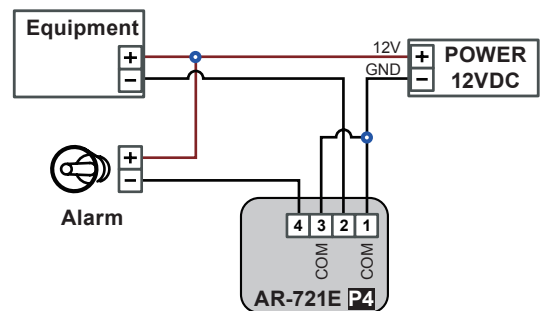 Equipment
+
−
12V
GND
+
−
POWER
12VDC
+
−
Alarm
4 3 2 1
COM COM
AR-721E P4